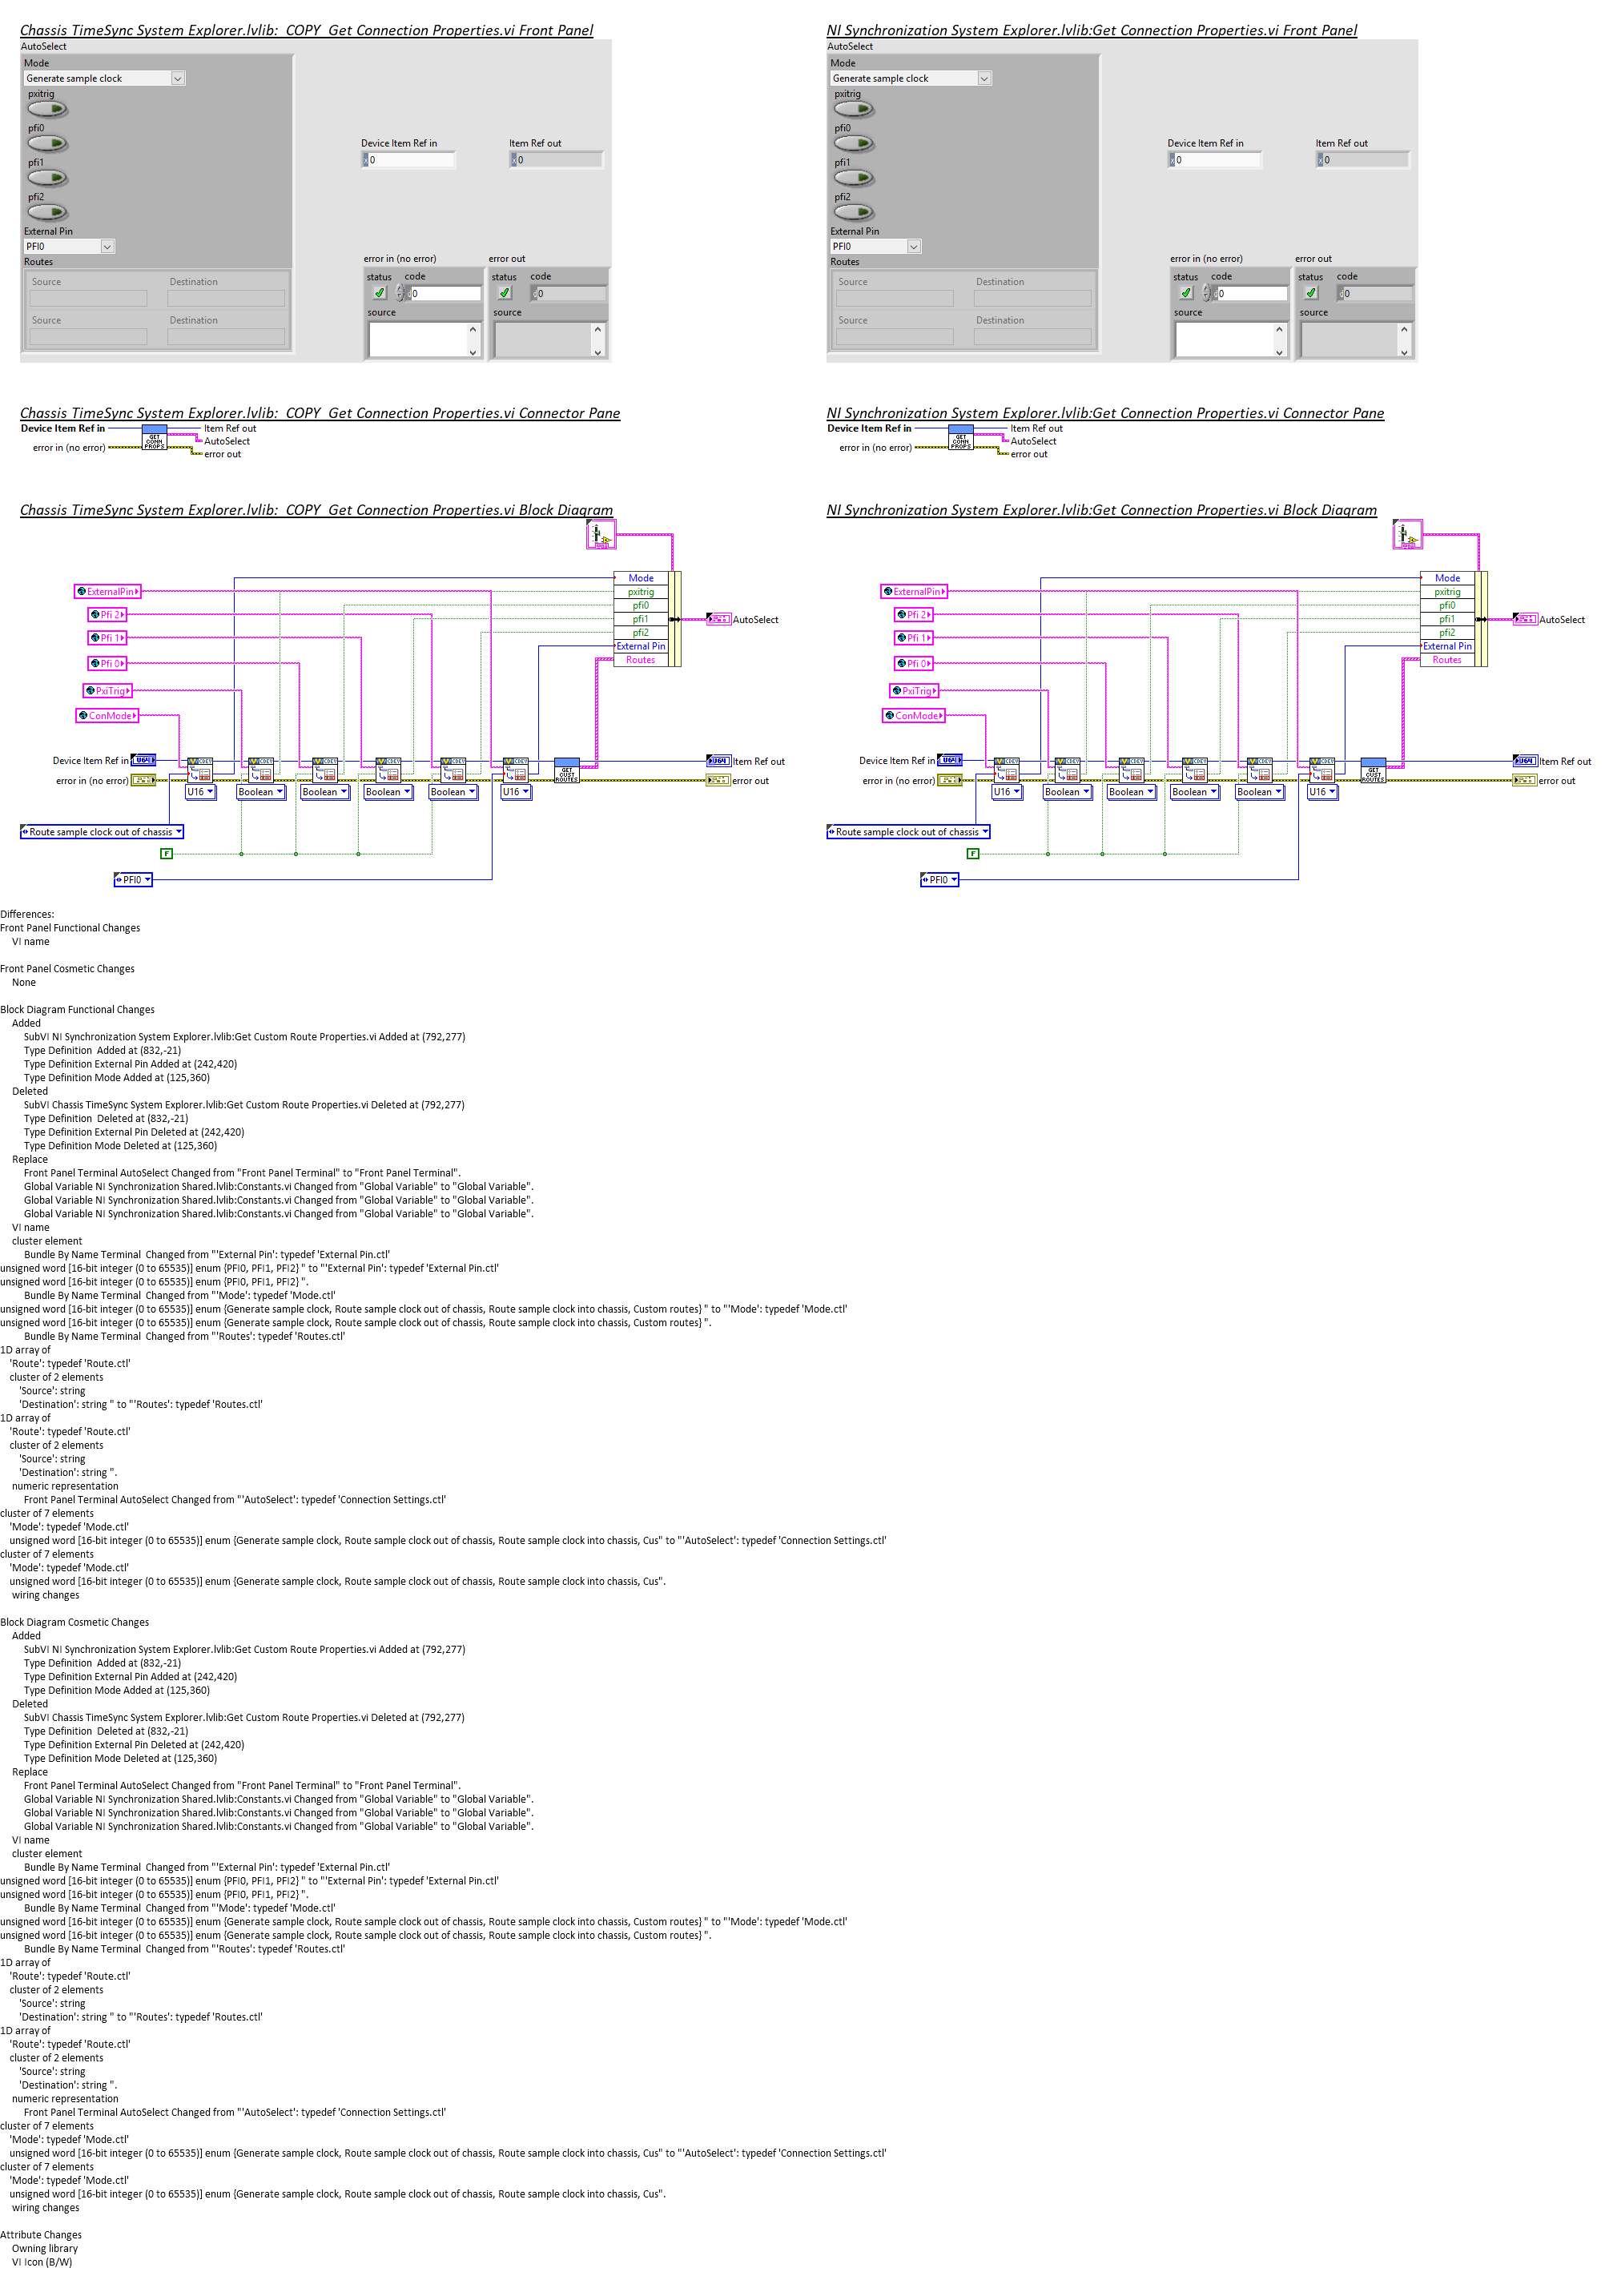 Chassis TimeSync System Explorer.lvlib:_COPY_Get Connection Properties.vi Front Panel
AutoSelect
Mode
Generate sample clock
pxitrig
pfi0
pfi1
pfi2
External Pin
PFI0
Routes
Source Destination
Source Destination
Device Item Ref in
x 0
Item Ref out
x 0
error in (no error)
status code
d 0
source
error out
status code
d 0
source
NI Synchronization System Explorer.lvlib:Get Connection Properties.vi Front Panel
AutoSelect
Mode
Generate sample clock
pxitrig
pfi0
pfi1
pfi2
External Pin
PFI0
Routes
Source Destination
Source Destination
Device Item Ref in
x 0
Item Ref out
x 0
error in (no error)
status code
d 0
source
error out
status code
d 0
source
Chassis TimeSync System Explorer.lvlib:_COPY_Get Connection Properties.vi Connector Pane
Device Item Ref in
error in (no error)
GET
CONN
PROPS
Item Ref out
AutoSelect
error out
NI Synchronization System Explorer.lvlib:Get Connection Properties.vi Connector Pane
Device Item Ref in
error in (no error)
GET
CONN
PROPS
Item Ref out
AutoSelect
error out
Chassis TimeSync System Explorer.lvlib:_COPY_Get Connection Properties.vi Block Diagram
Mode
pxitrig
pfi0
pfi1
pfi2
External Pin
Routes
AutoSelect
ExternalPin
Pfi 2
Pfi 1
Pfi 0
PxiTrig
ConMode
Device Item Ref in U64
error in (no error)
U16 Boolean Boolean Boolean Boolean U16
GET
CUST
ROUTES
U64 Item Ref out
error out
Route sample clock out of chassis
F
PFI0
NI Synchronization System Explorer.lvlib:Get Connection Properties.vi Block Diagram
Mode
pxitrig
pfi0
pfi1
pfi2
External Pin
Routes
AutoSelect
ExternalPin
Pfi 2
Pfi 1
Pfi 0
PxiTrig
ConMode
Device Item Ref in U64
error in (no error)
U16 Boolean Boolean Boolean Boolean U16
GET
CUST
ROUTES
U64 Item Ref out
error out
Route sample clock out of chassis
F
PFI0
Differences:
Front Panel Functional Changes
VI name
Front Panel Cosmetic Changes
None
Block Diagram Functional Changes
Added
SubVI NI Synchronization System Explorer.lvlib:Get Custom Route Properties.vi Added at (792,277)
Type Definition  Added at (832,-21)
Type Definition External Pin Added at (242,420)
Type Definition Mode Added at (125,360)
Deleted
SubVI Chassis TimeSync System Explorer.lvlib:Get Custom Route Properties.vi Deleted at (792,277)
Type Definition  Deleted at (832,-21)
Type Definition External Pin Deleted at (242,420)
Type Definition Mode Deleted at (125,360)
Replace
Front Panel Terminal AutoSelect Changed from "Front Panel Terminal" to "Front Panel Terminal".
Global Variable NI Synchronization Shared.lvlib:Constants.vi Changed from "Global Variable" to "Global Variable".
Global Variable NI Synchronization Shared.lvlib:Constants.vi Changed from "Global Variable" to "Global Variable".
Global Variable NI Synchronization Shared.lvlib:Constants.vi Changed from "Global Variable" to "Global Variable".
VI name
cluster element
Bundle By Name Terminal  Changed from "'External Pin': typedef 'External Pin.ctl'
unsigned word [16-bit integer (0 to 65535)] enum {PFI0, PFI1, PFI2} " to "'External Pin': typedef 'External Pin.ctl'
unsigned word [16-bit integer (0 to 65535)] enum {PFI0, PFI1, PFI2} ".
Bundle By Name Terminal  Changed from "'Mode': typedef 'Mode.ctl'
unsigned word [16-bit integer (0 to 65535)] enum {Generate sample clock, Route sample clock out of chassis, Route sample clock into chassis, Custom routes} " to "'Mode': typedef 'Mode.ctl'
unsigned word [16-bit integer (0 to 65535)] enum {Generate sample clock, Route sample clock out of chassis, Route sample clock into chassis, Custom routes} ".
Bundle By Name Terminal  Changed from "'Routes': typedef 'Routes.ctl'
1D array of
'Route': typedef 'Route.ctl'
cluster of 2 elements
'Source': string
'Destination': string " to "'Routes': typedef 'Routes.ctl'
1D array of
'Route': typedef 'Route.ctl'
cluster of 2 elements
'Source': string
'Destination': string ".
numeric representation
Front Panel Terminal AutoSelect Changed from "'AutoSelect': typedef 'Connection Settings.ctl'
cluster of 7 elements
'Mode': typedef 'Mode.ctl'
unsigned word [16-bit integer (0 to 65535)] enum {Generate sample clock, Route sample clock out of chassis, Route sample clock into chassis, Cus" to "'AutoSelect': typedef 'Connection Settings.ctl'
cluster of 7 elements
'Mode': typedef 'Mode.ctl'
unsigned word [16-bit integer (0 to 65535)] enum {Generate sample clock, Route sample clock out of chassis, Route sample clock into chassis, Cus".
wiring changes
Block Diagram Cosmetic Changes
Added
SubVI NI Synchronization System Explorer.lvlib:Get Custom Route Properties.vi Added at (792,277)
Type Definition  Added at (832,-21)
Type Definition External Pin Added at (242,420)
Type Definition Mode Added at (125,360)
Deleted
SubVI Chassis TimeSync System Explorer.lvlib:Get Custom Route Properties.vi Deleted at (792,277)
Type Definition  Deleted at (832,-21)
Type Definition External Pin Deleted at (242,420)
Type Definition Mode Deleted at (125,360)
Replace
Front Panel Terminal AutoSelect Changed from "Front Panel Terminal" to "Front Panel Terminal".
Global Variable NI Synchronization Shared.lvlib:Constants.vi Changed from "Global Variable" to "Global Variable".
Global Variable NI Synchronization Shared.lvlib:Constants.vi Changed from "Global Variable" to "Global Variable".
Global Variable NI Synchronization Shared.lvlib:Constants.vi Changed from "Global Variable" to "Global Variable".
VI name
cluster element
Bundle By Name Terminal  Changed from "'External Pin': typedef 'External Pin.ctl'
unsigned word [16-bit integer (0 to 65535)] enum {PFI0, PFI1, PFI2} " to "'External Pin': typedef 'External Pin.ctl'
unsigned word [16-bit integer (0 to 65535)] enum {PFI0, PFI1, PFI2} ".
Bundle By Name Terminal  Changed from "'Mode': typedef 'Mode.ctl'
unsigned word [16-bit integer (0 to 65535)] enum {Generate sample clock, Route sample clock out of chassis, Route sample clock into chassis, Custom routes} " to "'Mode': typedef 'Mode.ctl'
unsigned word [16-bit integer (0 to 65535)] enum {Generate sample clock, Route sample clock out of chassis, Route sample clock into chassis, Custom routes} ".
Bundle By Name Terminal  Changed from "'Routes': typedef 'Routes.ctl'
1D array of
'Route': typedef 'Route.ctl'
cluster of 2 elements
'Source': string
'Destination': string " to "'Routes': typedef 'Routes.ctl'
1D array of
'Route': typedef 'Route.ctl'
cluster of 2 elements
'Source': string
'Destination': string ".
numeric representation
Front Panel Terminal AutoSelect Changed from "'AutoSelect': typedef 'Connection Settings.ctl'
cluster of 7 elements
'Mode': typedef 'Mode.ctl'
unsigned word [16-bit integer (0 to 65535)] enum {Generate sample clock, Route sample clock out of chassis, Route sample clock into chassis, Cus" to "'AutoSelect': typedef 'Connection Settings.ctl'
cluster of 7 elements
'Mode': typedef 'Mode.ctl'
unsigned word [16-bit integer (0 to 65535)] enum {Generate sample clock, Route sample clock out of chassis, Route sample clock into chassis, Cus".
wiring changes
Attribute Changes
Owning library
VI Icon (B/W)